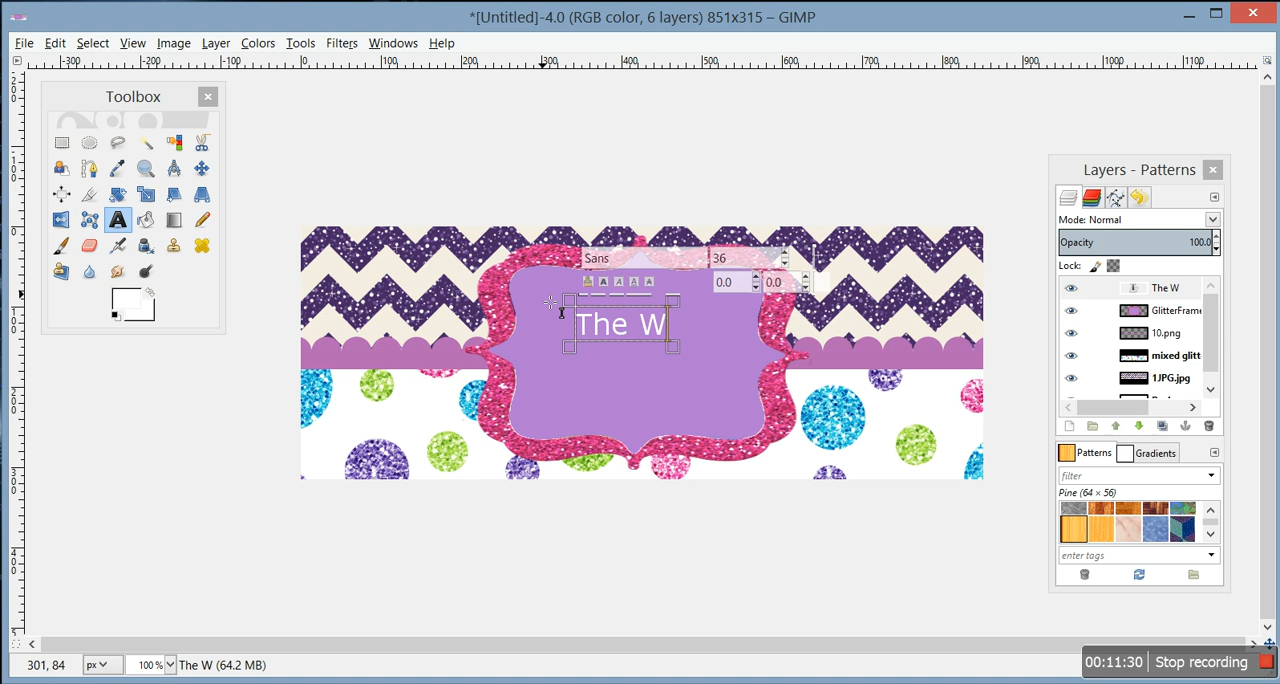 *[Untitled]-4.0 (RGB color, 6 layers) 851x315 – GIMP
File Edit Select View Image Layer Colors Tools Filters Windows Help
-300 -200 -100 0 100 200 300 400 500 600 700 800 900 1000 1100
Toolbox
Layers - Patterns
Mode: Normal
Opacity 100.0
Lock:
The W
GlitterFrame
10.png
mixed glitt
1JPG.jpg
Sans 36
0.0 0.0
The W
Patterns Gradients
filter
Pine (64 × 56)
enter tags
301, 84 px 100% The W (64.2 MB)
00:11:30 Stop recording